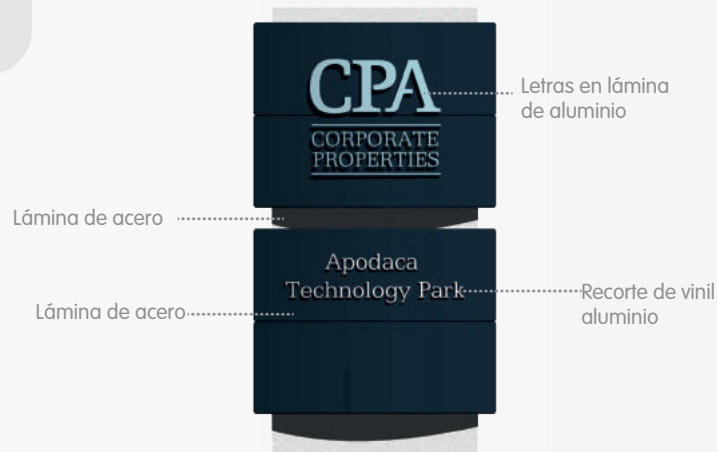 CPA
CORPORATE
PROPERTIES
Letras en lámina
de aluminio
Lámina de acero
Apodaca
Technology Park
Recorte de vinil
aluminio
Lámina de acero